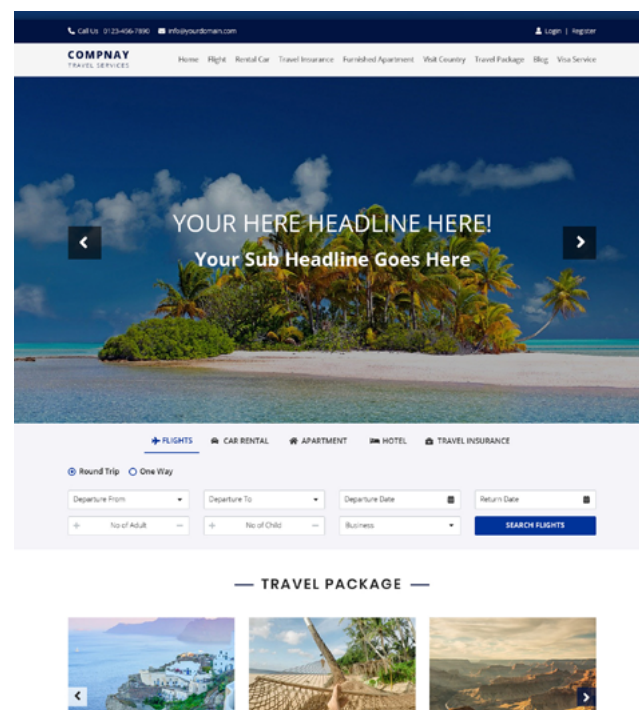 Call Us 0123-456-7890 info@yourdomain.com Login | Register
COMPNAY
TRAVEL SERVICES
Home Flight Rental Car Travel Insurance Furnished Apartment Visit Country Travel Package Blog Visa Service
YOUR HERE HEADLINE HERE!
Your Sub Headline Goes Here
FLIGHTS CAR RENTAL APARTMENT HOTEL TRAVEL INSURANCE
Round Trip One Way
Departure From Departure To Departure Date Return Date
No of Adult No of Child Business SEARCH FLIGHTS
TRAVEL PACKAGE